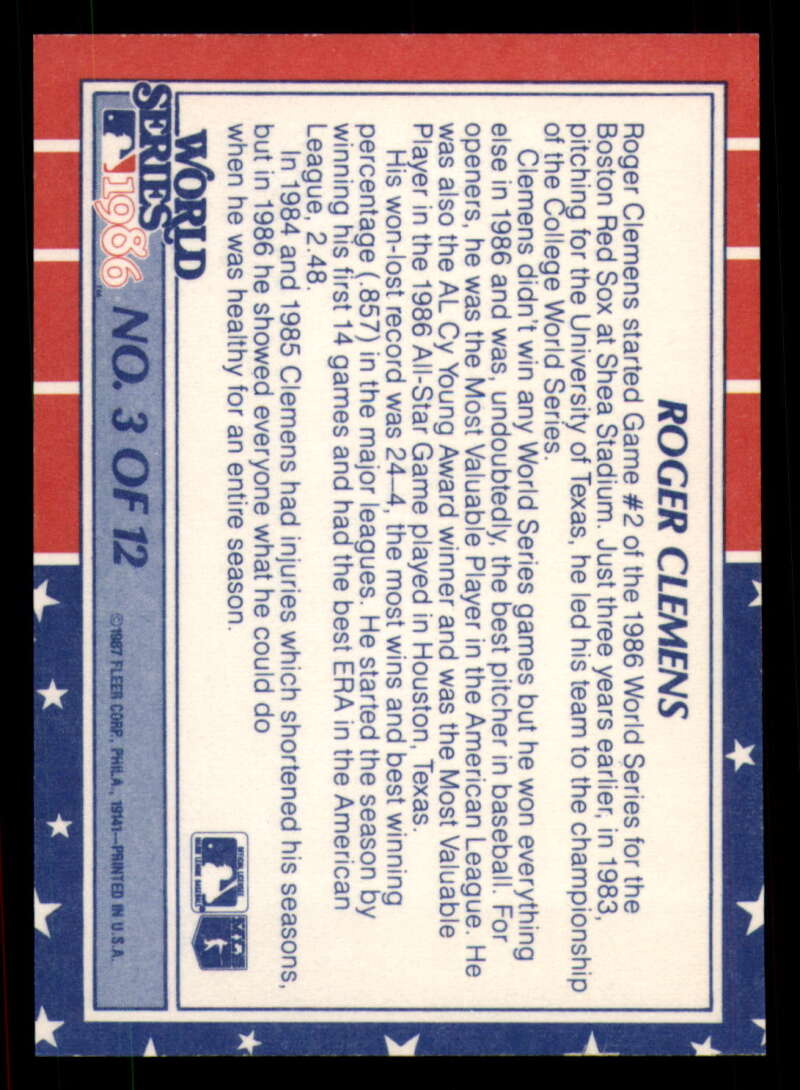 ROGER CLEMENS
Roger Clemens started Game #2 of the 1986 World Series for the
Boston Red Sox at Shea Stadium. Just three years earlier, in 1983,
pitching for the University of Texas, he led his team to the championship
of the College World Series.
Clemens didn't win any World Series games but he won everything
else in 1986 and was, undoubtedly, the best pitcher in baseball. For
openers, he was the Most Valuable Player in the American League. He
was also the AL Cy Young Award winner and was the Most Valuable
Player in the 1986 All-Star Game played in Houston, Texas.
His won-lost record was 24-4, the most wins and best winning
percentage (.857) in the major leagues. He started the season by
winning his first 14 games and had the best ERA in the American
League, 2.48.
In 1984 and 1985 Clemens had injuries which shortened his seasons,
but in 1986 he showed everyone what he could do
when he was healthy for an entire season.
WORLD
SERIES
1986
TM
NO. 3 OF 12
©1987 FLEER CORP., PHILA., 19141—PRINTED IN U.S.A.